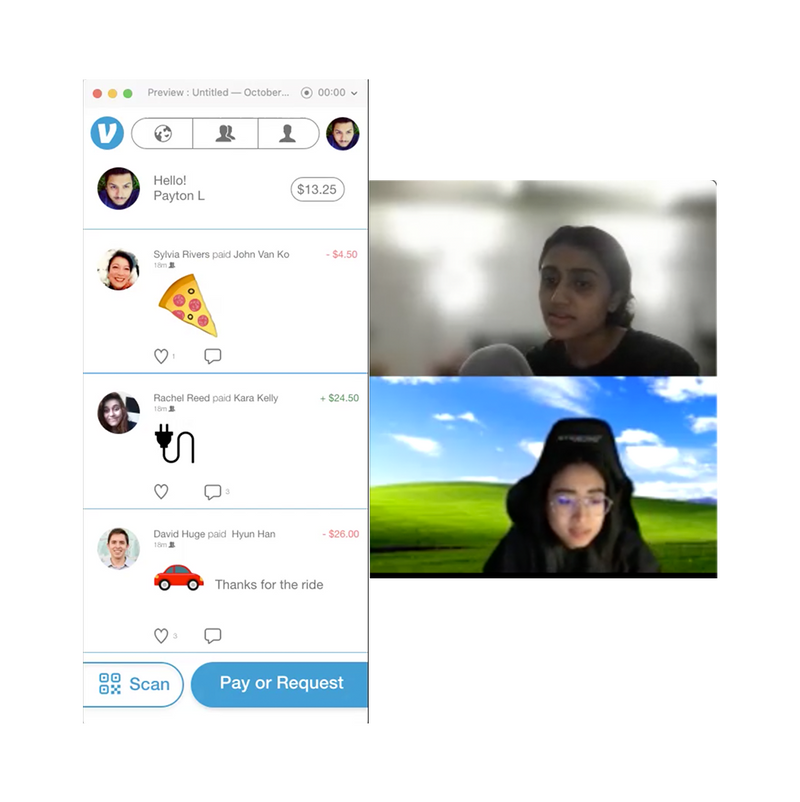 Preview : Untitled — October... 00:00
Hello!
Payton L
$13.25
Sylvia Rivers paid John Van Ko - $4.50
18m
1
Rachel Reed paid Kara Kelly + $24.50
18m
3
David Huge paid Hyun Han - $26.00
18m
Thanks for the ride
3
Scan Pay or Request